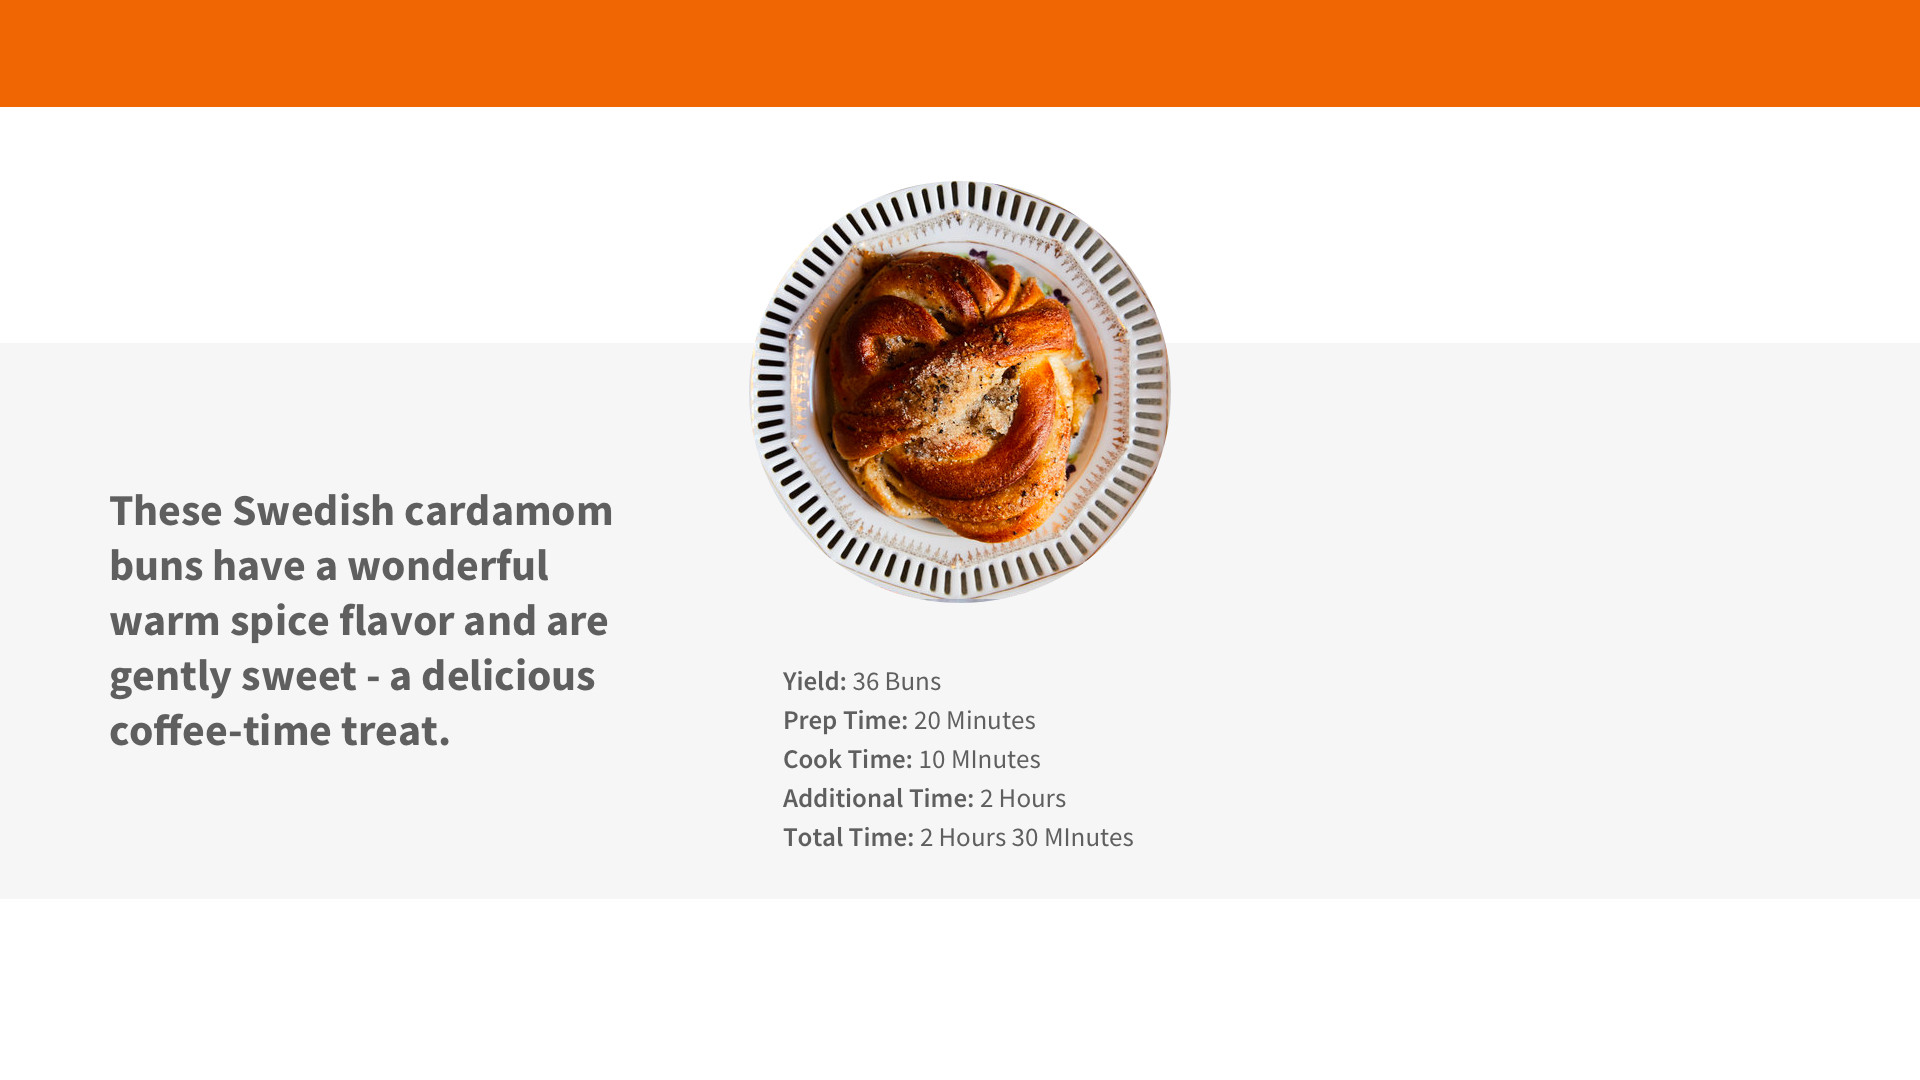 These Swedish cardamom
buns have a wonderful
warm spice flavor and are
gently sweet - a delicious
coffee-time treat.
Yield: 36 Buns
Prep Time: 20 Minutes
Cook Time: 10 MInutes
Additional Time: 2 Hours
Total Time: 2 Hours 30 MInutes